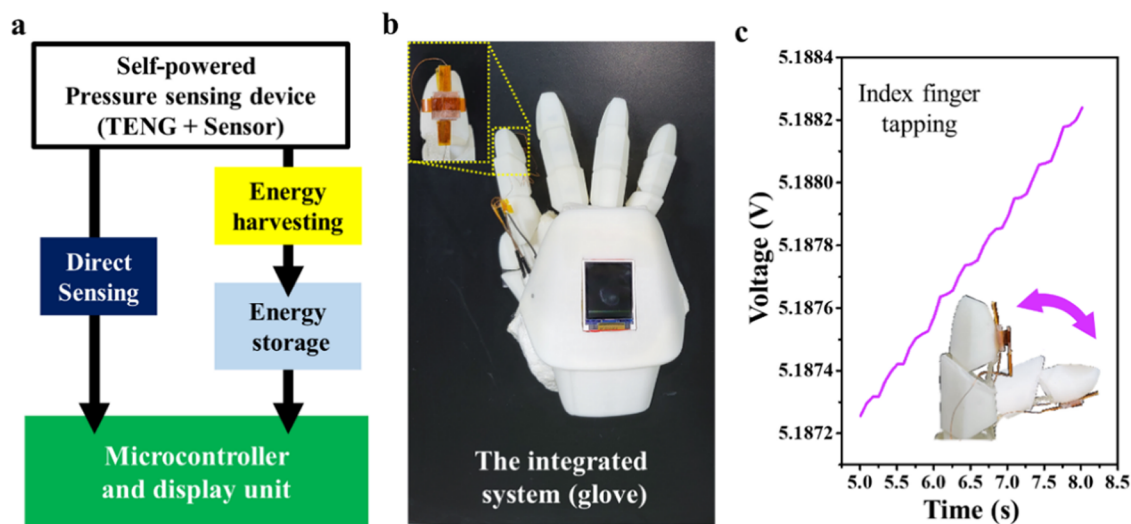 a
Self-powered
Pressure sensing device
(TENG + Sensor)
Energy
harvesting
Direct
Sensing
Energy
storage
Microcontroller
and display unit
b
The integrated
system (glove)
c
Index finger
tapping
Voltage (V)
5.1884
5.1882
5.1880
5.1878
5.1876
5.1874
5.1872
5.0 5.5 6.0 6.5 7.0 7.5 8.0 8.5
Time (s)